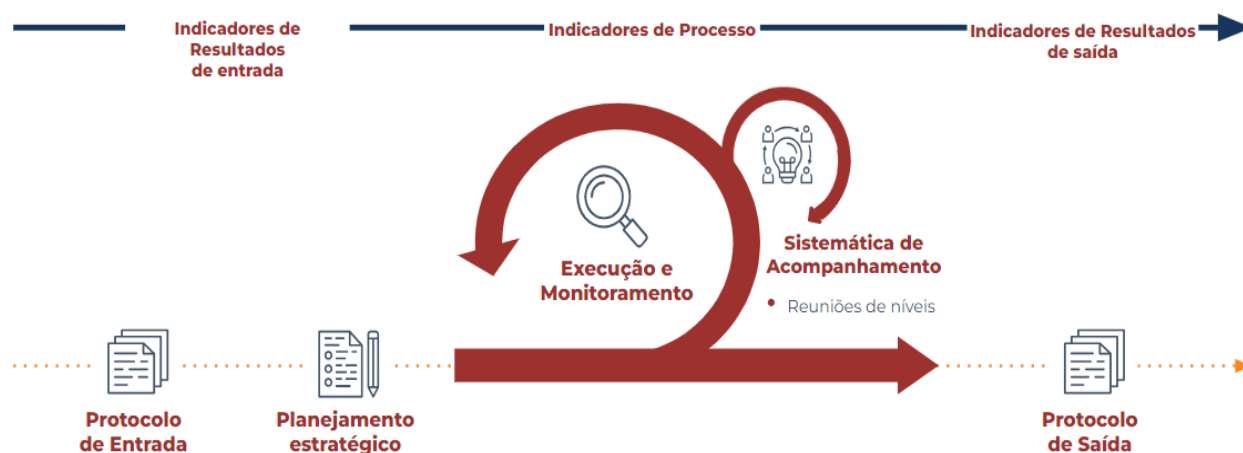 Indicadores de
Resultados
de entrada
Indicadores de Processo
Indicadores de Resultados
de saída
Execução e
Monitoramento
Sistemática de
Acompanhamento
• Reuniões de níveis
Protocolo
de Entrada
Planejamento
estratégico
Protocolo
de Saída